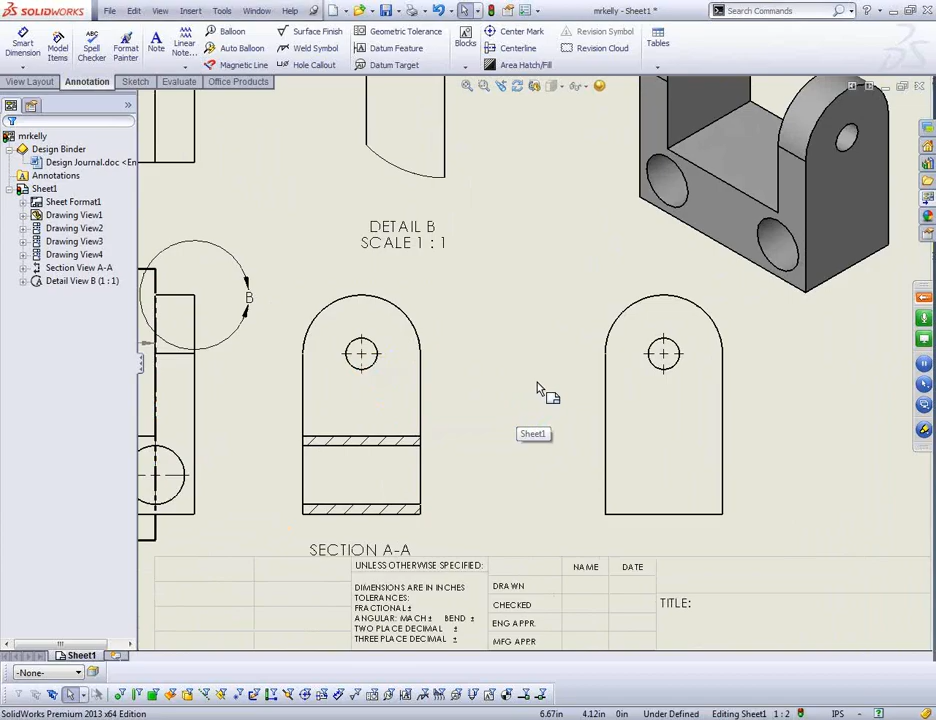 SOLIDWORKS File Edit View Insert Tools Window Help mrkelly - Sheet1 * Search Commands
Smart Dimension
Model Items
Spell Checker
Format Painter
Note
Linear Note...
Balloon
Auto Balloon
Magnetic Line
Surface Finish
Weld Symbol
Hole Callout
Geometric Tolerance
Datum Feature
Datum Target
Blocks
Center Mark
Centerline
Area Hatch/Fill
Revision Symbol
Revision Cloud
Tables
View Layout Annotation Sketch Evaluate Office Products
mrkelly
Design Binder
Design Journal.doc <En
Annotations
Sheet1
Sheet Format1
Drawing View1
Drawing View2
Drawing View3
Drawing View4
Section View A-A
Detail View B (1 : 1)
DETAIL B
SCALE 1 : 1
B
Sheet1
SECTION A-A
UNLESS OTHERWISE SPECIFIED:
DIMENSIONS ARE IN INCHES
TOLERANCES:
FRACTIONAL±
ANGULAR: MACH± BEND ±
TWO PLACE DECIMAL ±
THREE PLACE DECIMAL ±
NAME DATE
DRAWN
CHECKED
ENG APPR.
MFG APPR.
TITLE:
Sheet1
-None-
SolidWorks Premium 2013 x64 Edition 6.67in 4.12in 0in Under Defined Editing Sheet1 1 : 2 IPS